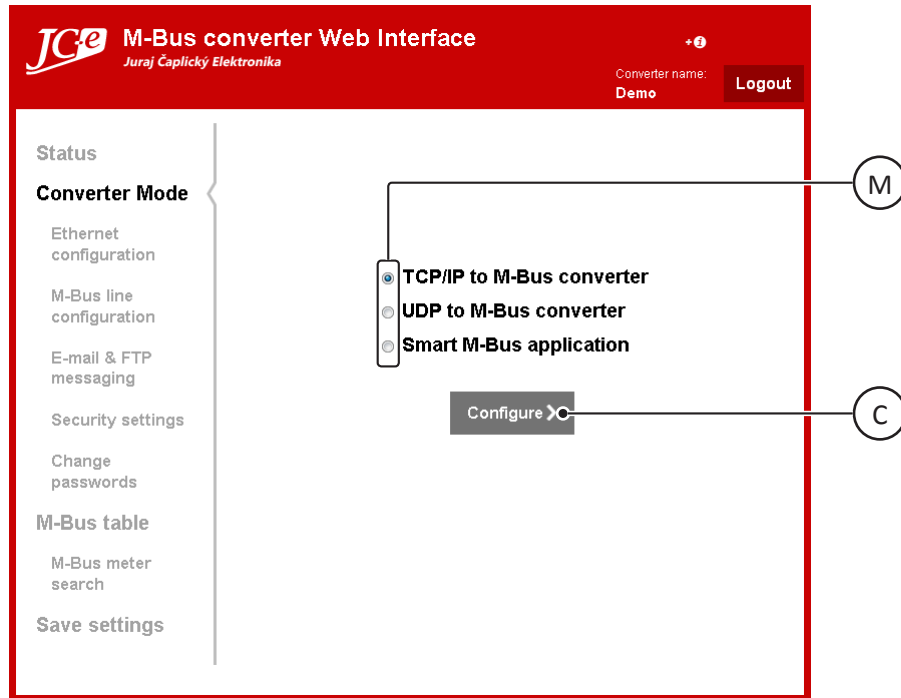 JC-e
M-Bus converter Web Interface
Juraj Čaplický Elektronika
+i
Converter name:
Demo
Logout
Status
Converter Mode
Ethernet
configuration
M-Bus line
configuration
E-mail & FTP
messaging
Security settings
Change
passwords
M-Bus table
M-Bus meter
search
Save settings
M
TCP/IP to M-Bus converter
UDP to M-Bus converter
Smart M-Bus application
Configure
C